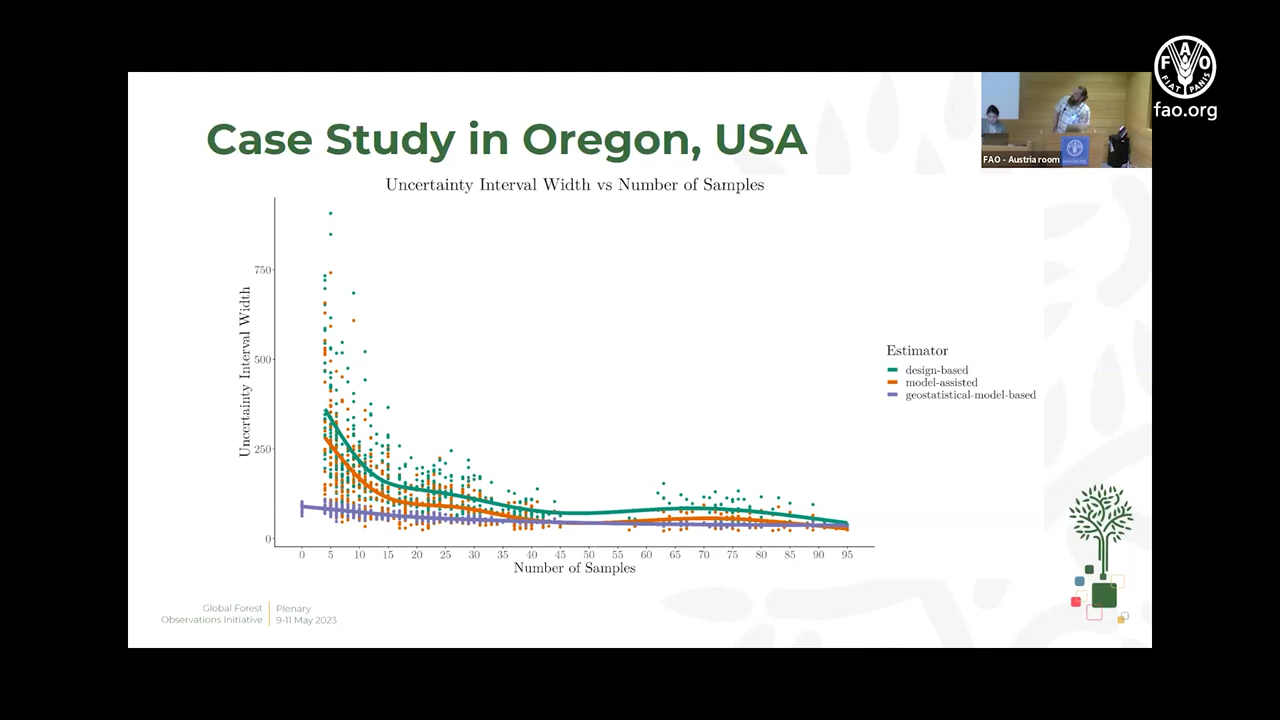 FAO
FIAT PANIS
fao.org
Case Study in Oregon, USA
FAO - Austria room
Uncertainty Interval Width vs Number of Samples
Uncertainty Interval Width
750
500
250
0
0 5 10 15 20 25 30 35 40 45 50 55 60 65 70 75 80 85 90 95
Number of Samples
Estimator
design-based
model-assisted
geostatistical-model-based
Global Forest
Observations Initiative
Plenary
9-11 May 2023